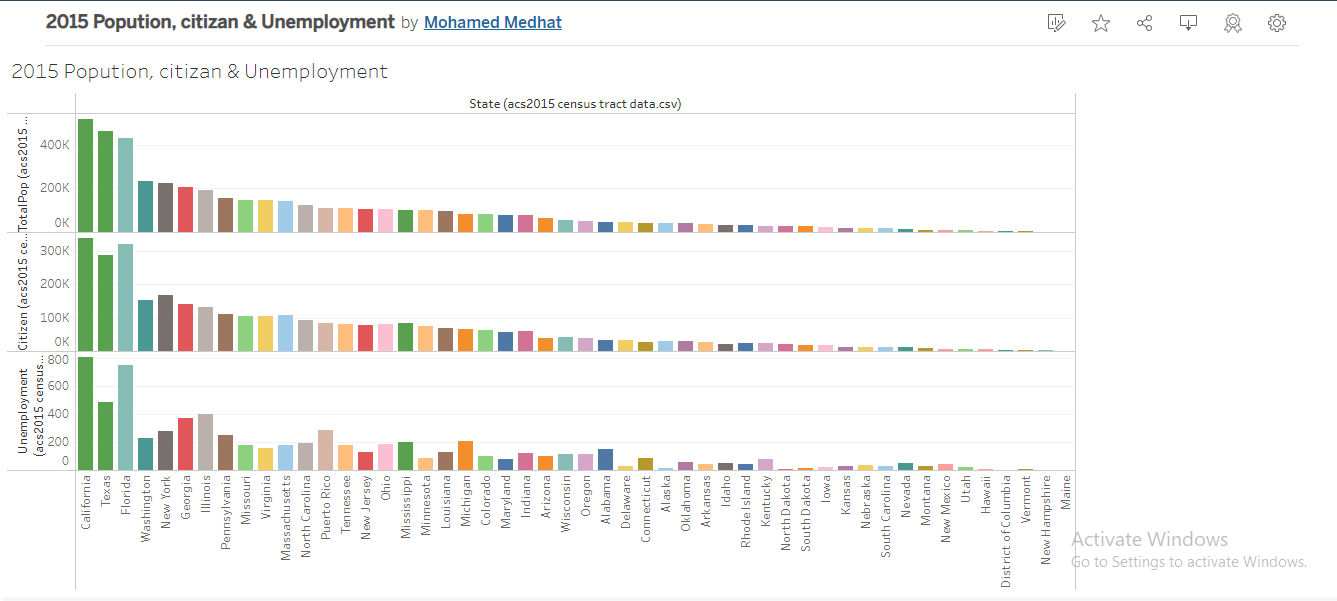 2015 Popution, citizan & Unemployment by Mohamed Medhat
2015 Popution, citizan & Unemployment
State (acs2015 census tract data.csv)
TotalPop (acs2015 ...
400K
200K
0K
Citizen (acs2015 ce...
300K
200K
100K
0K
Unemployment
(acs2015 census...
800
600
400
200
0
California
Texas
Florida
Washington
New York
Georgia
Illinois
Pennsylvania
Missouri
Virginia
Massachusetts
North Carolina
Puerto Rico
Tennessee
New Jersey
Ohio
Mississippi
Minnesota
Louisiana
Michigan
Colorado
Maryland
Indiana
Arizona
Wisconsin
Oregon
Alabama
Delaware
Connecticut
Alaska
Oklahoma
Arkansas
Idaho
Rhode Island
Kentucky
North Dakota
South Dakota
Iowa
Kansas
Nebraska
South Carolina
Nevada
Montana
New Mexico
Utah
Hawaii
District of Columbia
Vermont
New Hampshire
Maine
Activate Windows
Go to Settings to activate Windows.